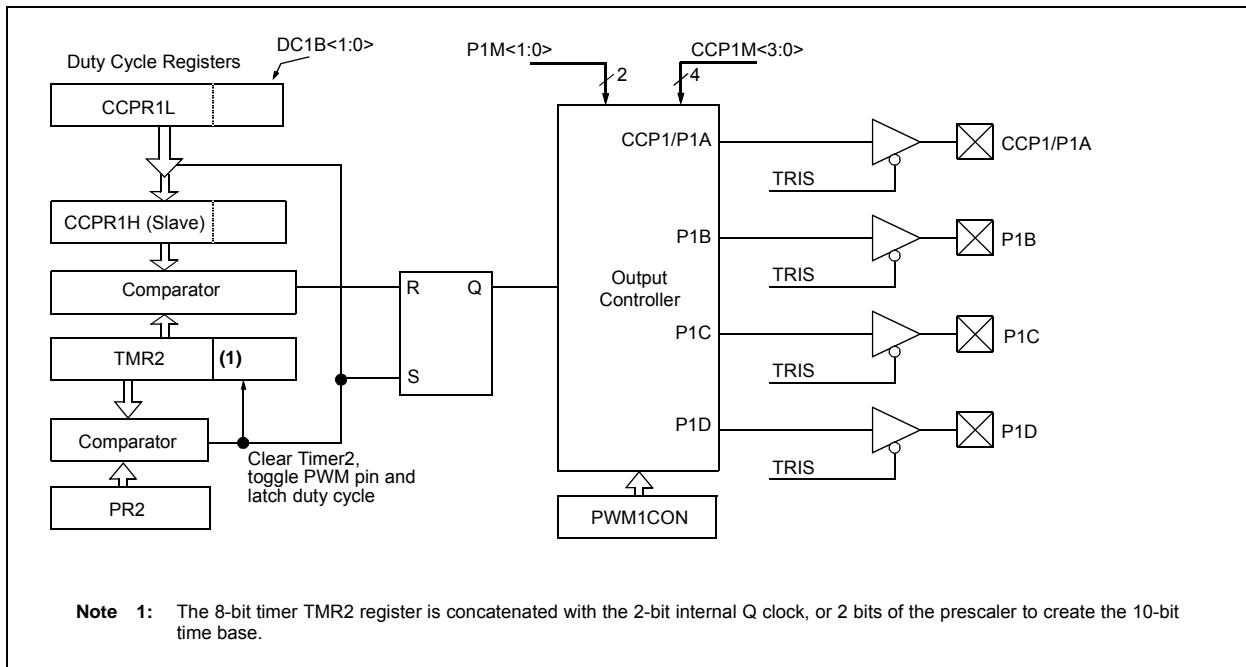 DC1B<1:0>
Duty Cycle Registers
CCPR1L
CCPR1H (Slave)
Comparator
TMR2
(1)
Comparator
PR2
Clear Timer2,
toggle PWM pin and
latch duty cycle
R
Q
S
P1M<1:0>
2
CCP1M<3:0>
4
Output
Controller
CCP1/P1A
P1B
P1C
P1D
PWM1CON
TRIS
CCP1/P1A
TRIS
P1B
TRIS
P1C
TRIS
P1D
Note 1: The 8-bit timer TMR2 register is concatenated with the 2-bit internal Q clock, or 2 bits of the prescaler to create the 10-bit
time base.